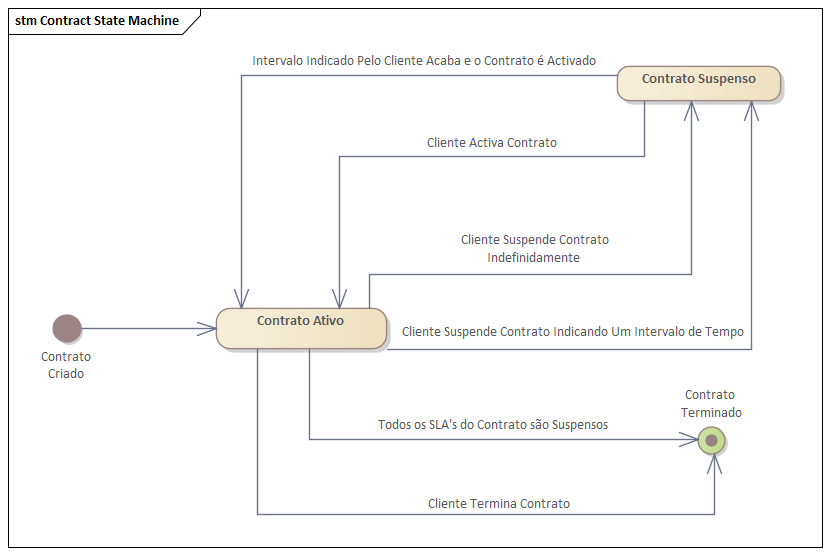 stm Contract State Machine
Intervalo Indicado Pelo Cliente Acaba e o Contrato é Activado
Contrato Suspenso
Cliente Activa Contrato
Cliente Suspende Contrato
Indefinidamente
Contrato Ativo
Cliente Suspende Contrato Indicando Um Intervalo de Tempo
Contrato
Criado
Contrato
Terminado
Todos os SLA's do Contrato são Suspensos
Cliente Termina Contrato